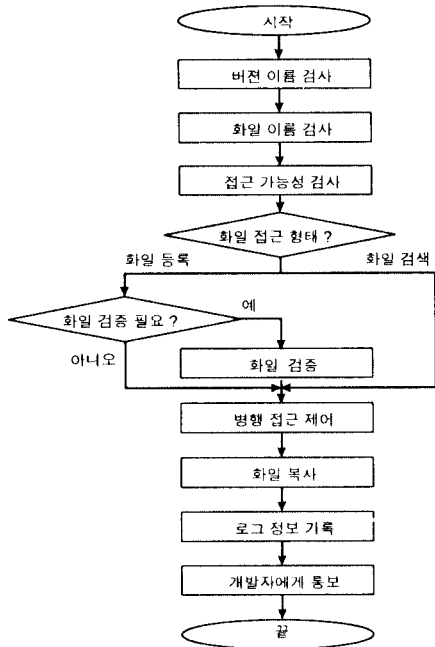 시작
버젼 이름 검사
화일 이름 검사
접근 가능성 검사
화일 접근 형태 ?
화일 등록
화일 검색
화일 검증 필요 ?
예
아니오
화일 검증
병행 접근 제어
화일 복사
로그 정보 기록
개발자에게 통보
끝